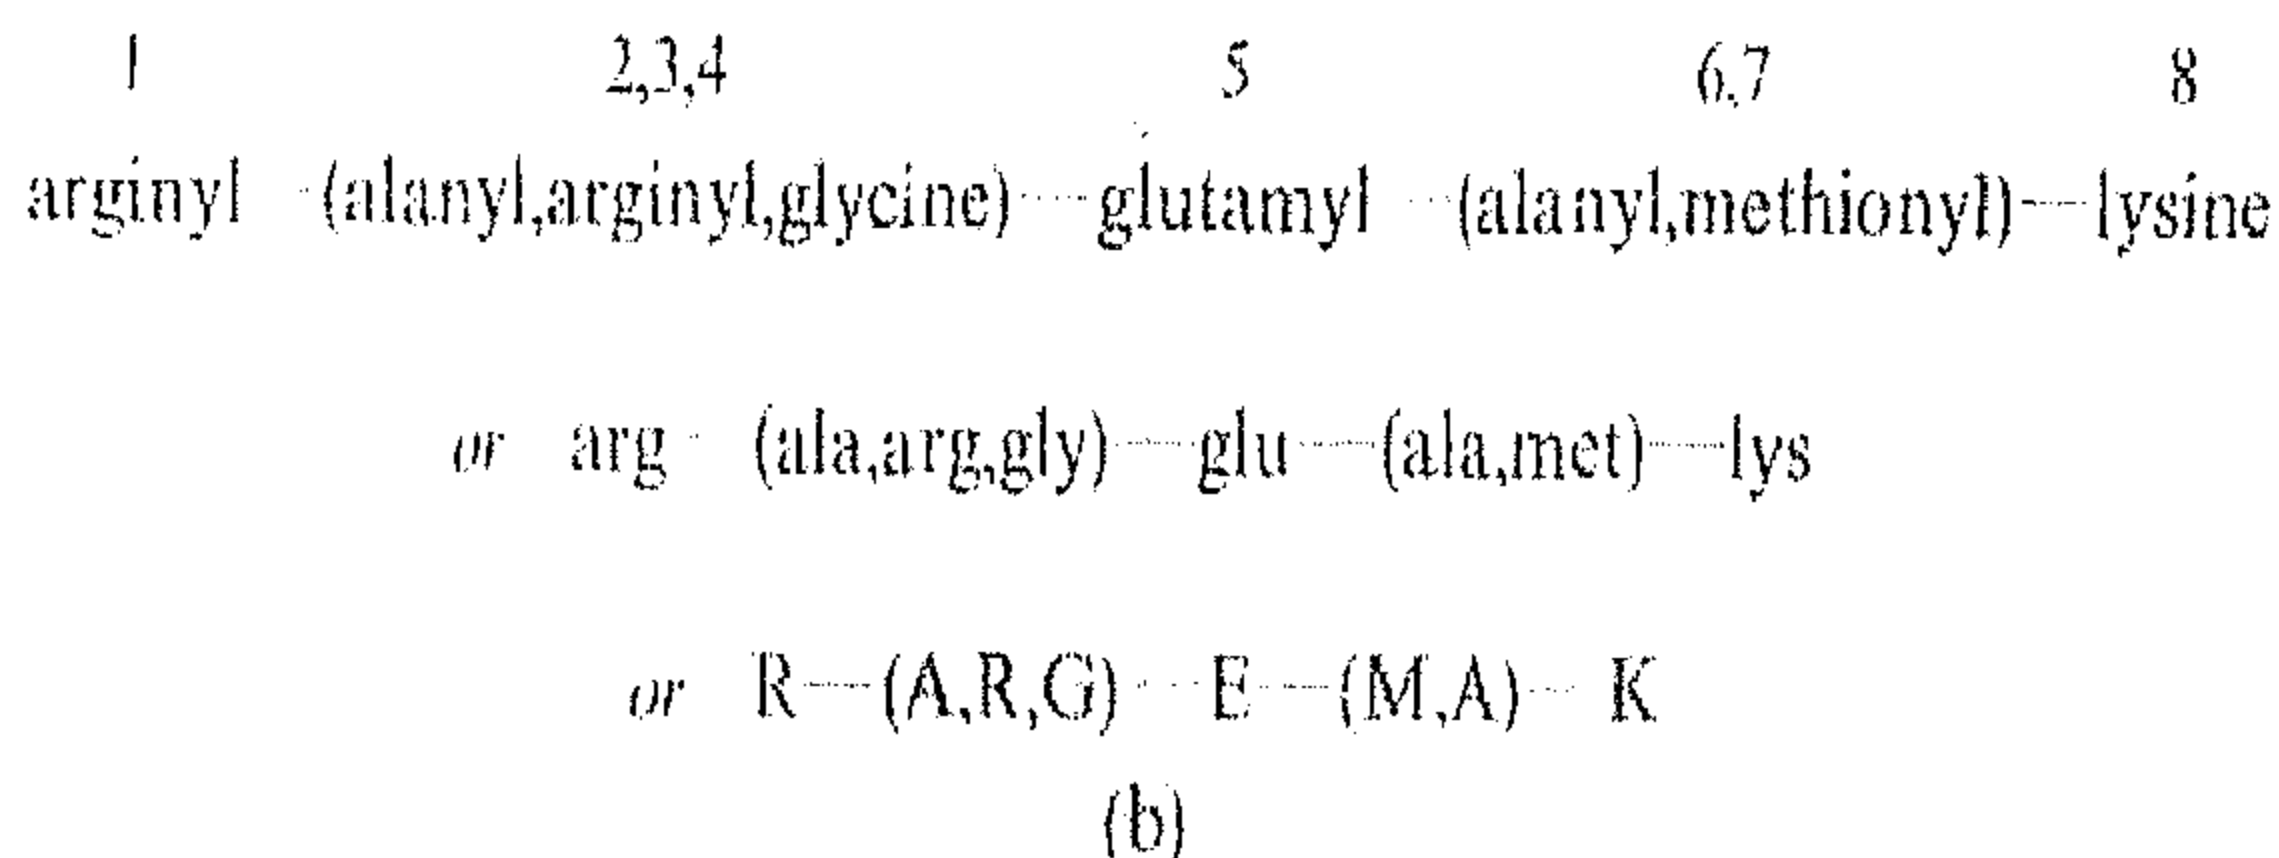 1 2,3,4 5 6,7 8
arginyl—(alanyl,arginyl,glycine)—glutamyl—(alanyl,methionyl)—lysine
or arg—(ala,arg,gly)—glu—(ala,met)—lys
or R—(A,R,G)—E—(M,A)—K
(b)